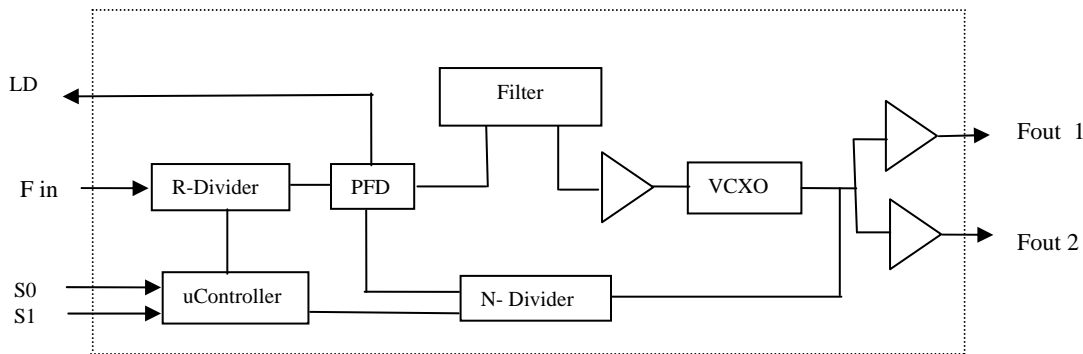 LD
Filter
Fout 1
F in
R-Divider
PFD
VCXO
Fout 2
S0
uController
N- Divider
S1